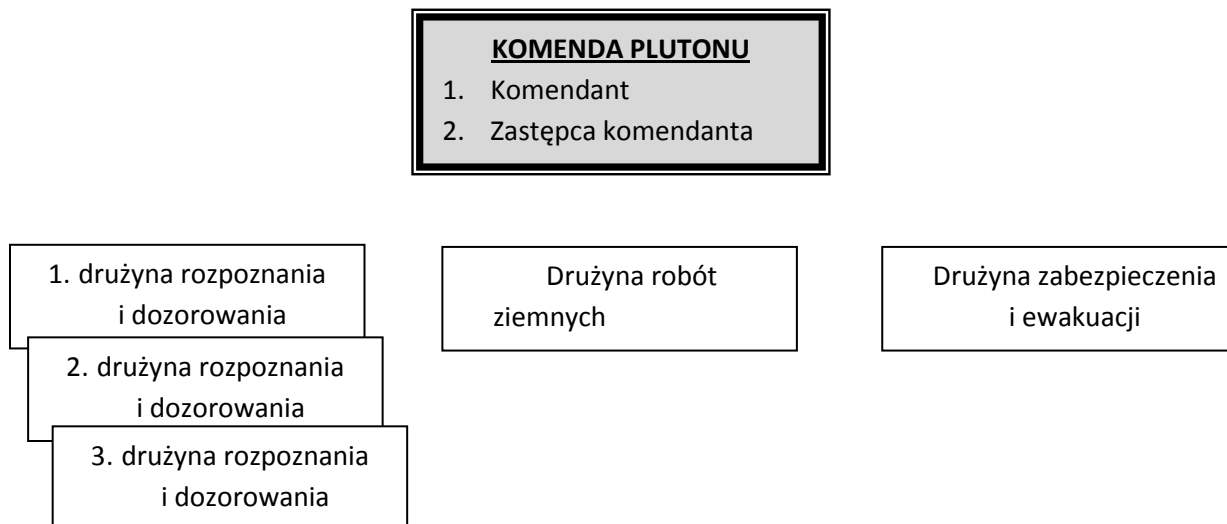 KOMENDA PLUTONU
1. Komendant
2. Zastępca komendanta
1. drużyna rozpoznania
i dozorowania
2. drużyna rozpoznania
i dozorowania
3. drużyna rozpoznania
i dozorowania
Drużyna robót
ziemnych
Drużyna zabezpieczenia
i ewakuacji